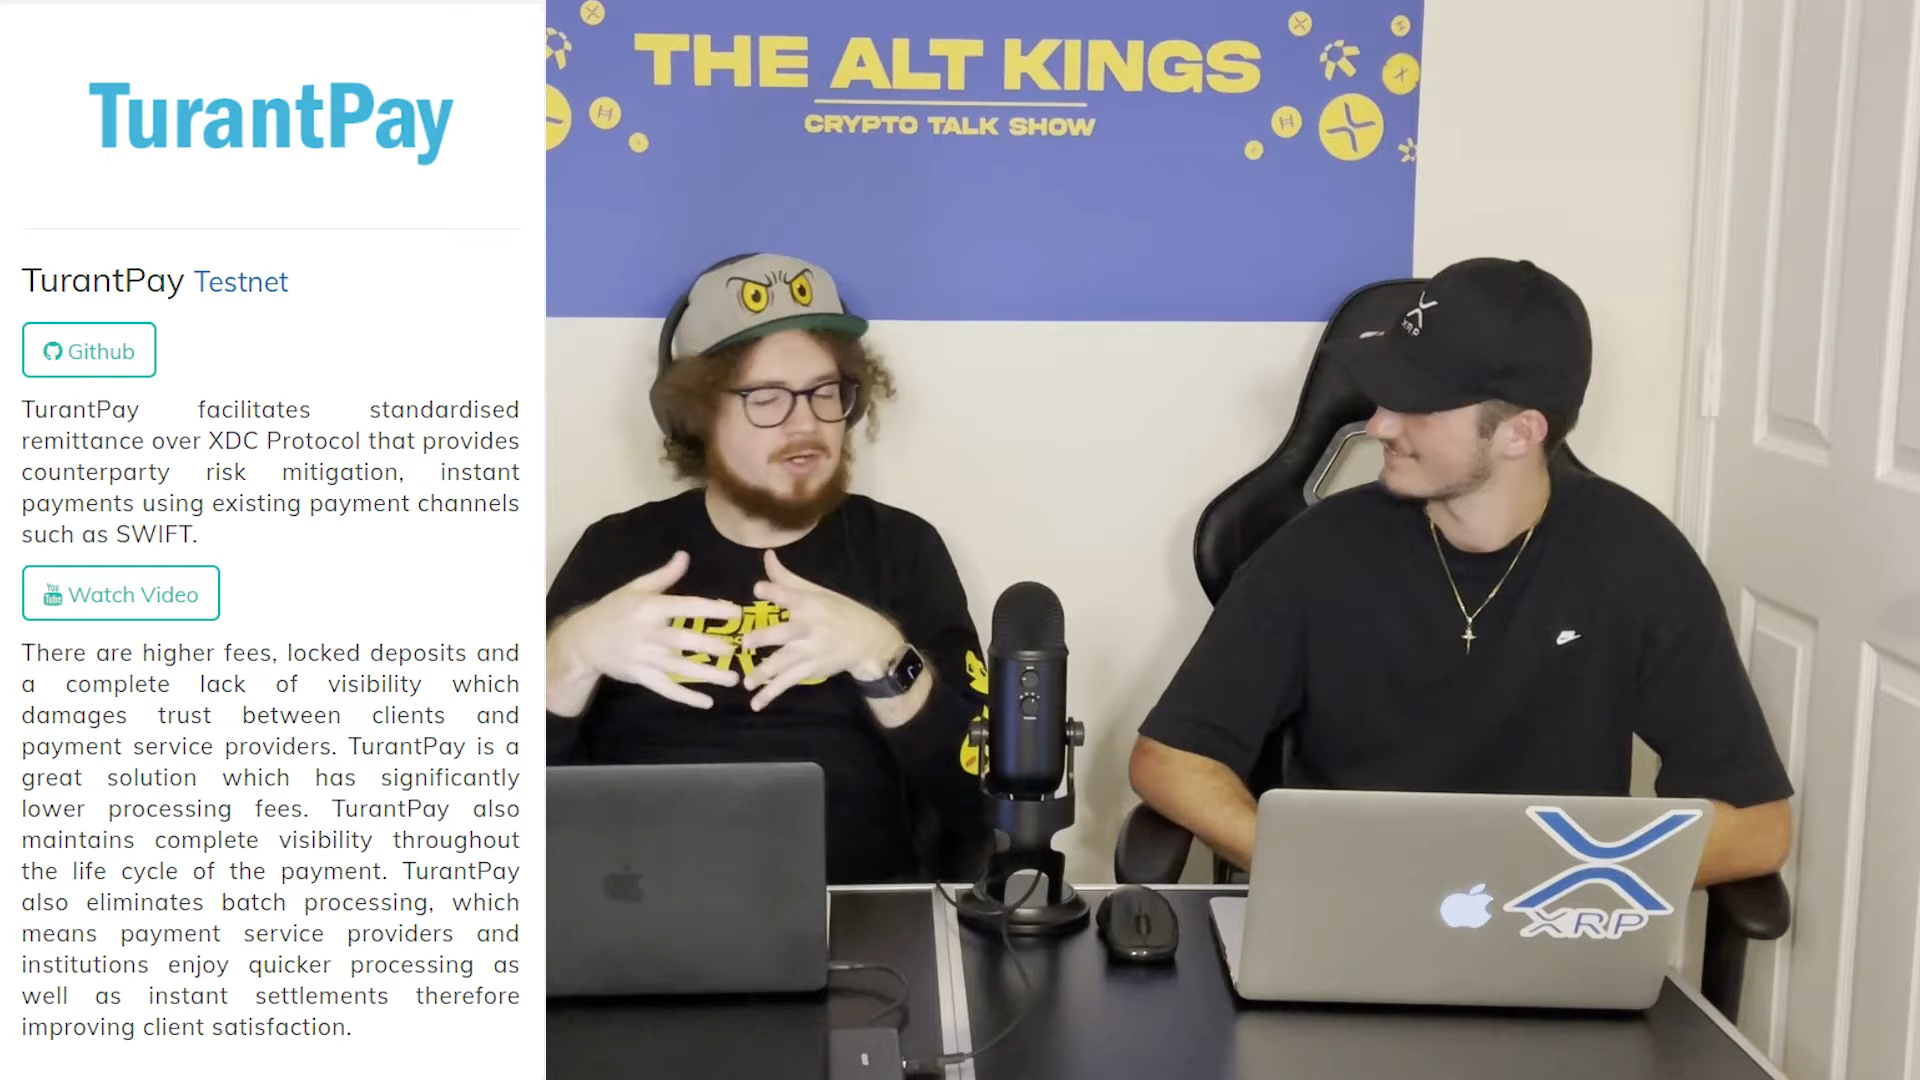 TurantPay
TurantPay Testnet
Github
TurantPay facilitates standardised
remittance over XDC Protocol that provides
counterparty risk mitigation, instant
payments using existing payment channels
such as SWIFT.
You
Tube
Watch Video
There are higher fees, locked deposits and
a complete lack of visibility which
damages trust between clients and
payment service providers. TurantPay is a
great solution which has significantly
lower processing fees. TurantPay also
maintains complete visibility throughout
the life cycle of the payment. TurantPay
also eliminates batch processing, which
means payment service providers and
institutions enjoy quicker processing as
well as instant settlements therefore
improving client satisfaction.
THE ALT KINGS
CRYPTO TALK SHOW
XRP
XRP